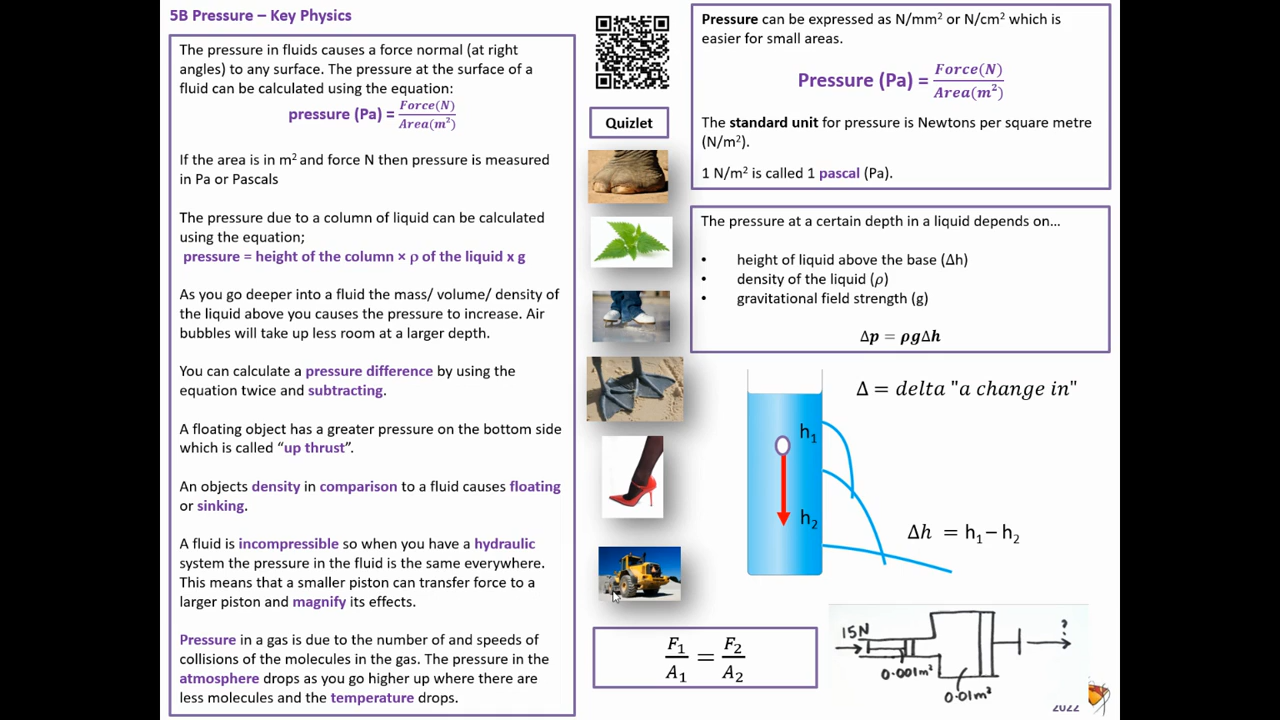 5B Pressure – Key Physics
The pressure in fluids causes a force normal (at right
angles) to any surface. The pressure at the surface of a
fluid can be calculated using the equation:
pressure (Pa) = Force(N)/Area(m²)
If the area is in m² and force N then pressure is measured
in Pa or Pascals
The pressure due to a column of liquid can be calculated
using the equation;
pressure = height of the column × ρ of the liquid x g
As you go deeper into a fluid the mass/ volume/ density of
the liquid above you causes the pressure to increase. Air
bubbles will take up less room at a larger depth.
You can calculate a pressure difference by using the
equation twice and subtracting.
A floating object has a greater pressure on the bottom side
which is called “up thrust”.
An objects density in comparison to a fluid causes floating
or sinking.
A fluid is incompressible so when you have a hydraulic
system the pressure in the fluid is the same everywhere.
This means that a smaller piston can transfer force to a
larger piston and magnify its effects.
Pressure in a gas is due to the number of and speeds of
collisions of the molecules in the gas. The pressure in the
atmosphere drops as you go higher up where there are
less molecules and the temperature drops.
Quizlet
F₁/A₁ = F₂/A₂
Pressure can be expressed as N/mm² or N/cm² which is
easier for small areas.
Pressure (Pa) = Force(N)/Area(m²)
The standard unit for pressure is Newtons per square metre
(N/m²).
1 N/m² is called 1 pascal (Pa).
The pressure at a certain depth in a liquid depends on…
• height of liquid above the base (Δh)
• density of the liquid (ρ)
• gravitational field strength (g)
Δp = ρgΔh
Δ = delta "a change in"
h₁
h₂
Δh = h₁ – h₂
15N
?
0.001m²
0.01m²
2022